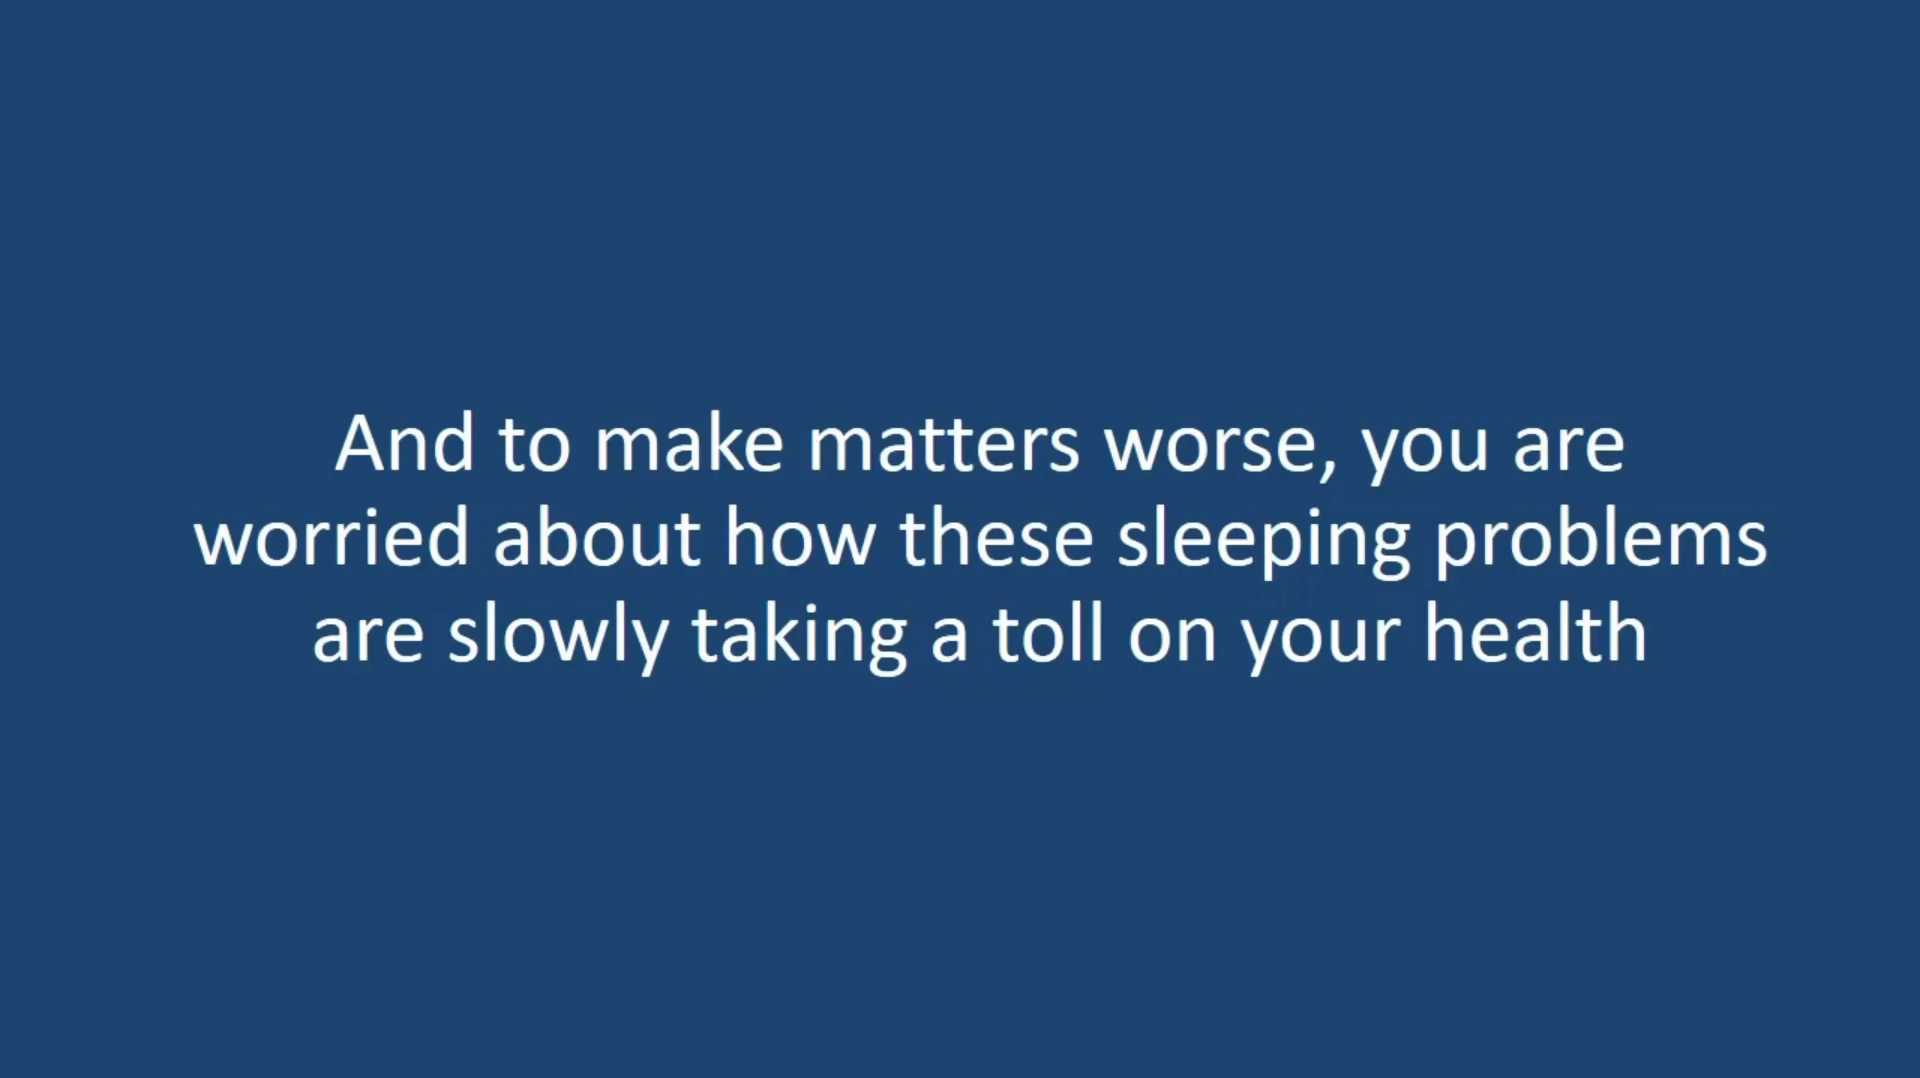 And to make matters worse, you are
worried about how these sleeping problems
are slowly taking a toll on your health